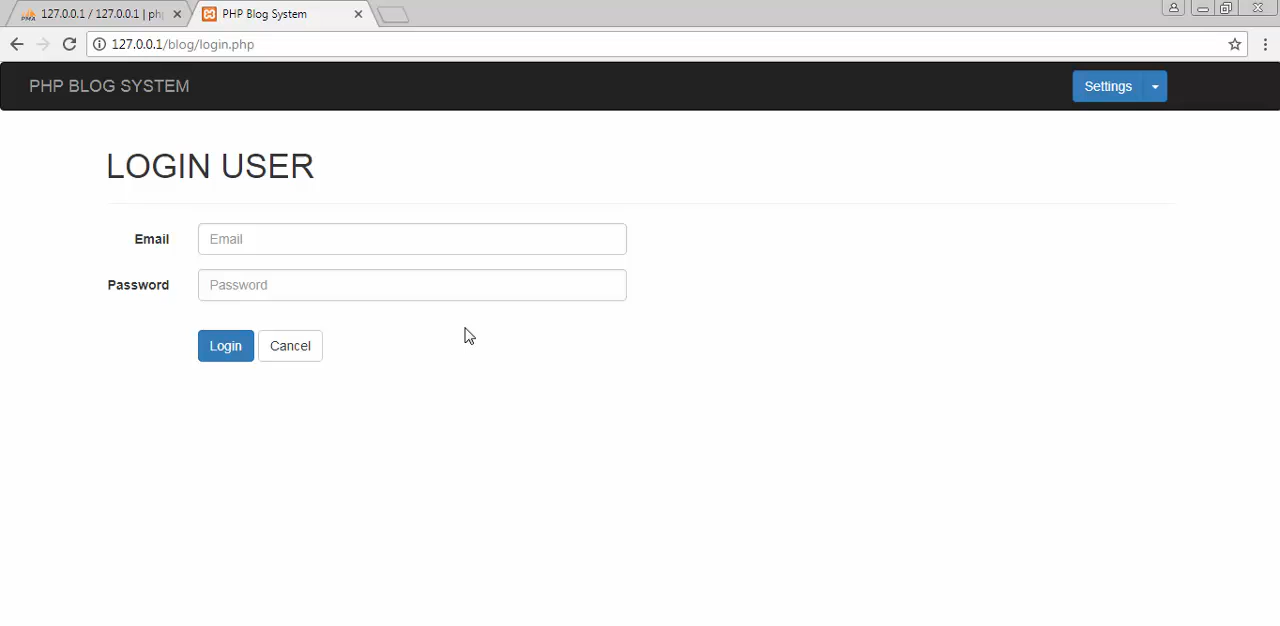 127.0.0.1 / 127.0.0.1 | ph
PHP Blog System
127.0.0.1/blog/login.php
PHP BLOG SYSTEM
Settings
LOGIN USER
Email
Email
Password
Password
Login
Cancel